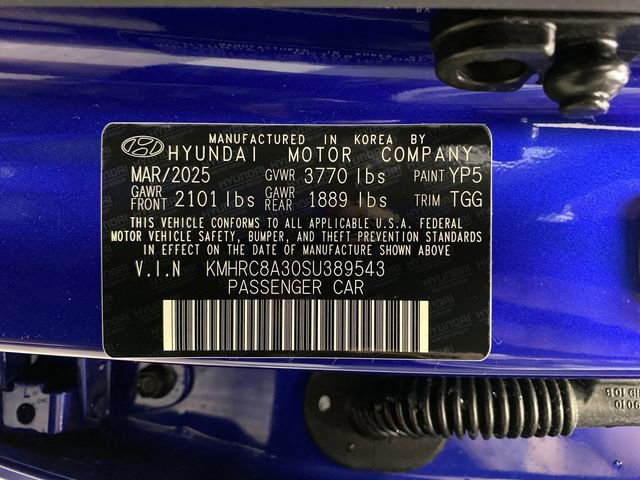 MANUFACTURED IN KOREA BY
HYUNDAI MOTOR COMPANY
MAR/2025 GVWR 3770 lbs PAINT YP5
GAWR FRONT 2101 lbs GAWR REAR 1889 lbs TRIM TGG
THIS VEHICLE CONFORMS TO ALL APPLICABLE U.S.A. FEDERAL
MOTOR VEHICLE SAFETY, BUMPER, AND THEFT PREVENTION STANDARDS
IN EFFECT ON THE DATE OF MANUFACTURE SHOWN ABOVE
V.I.N KMHRC8A30SU389543
PASSENGER CAR